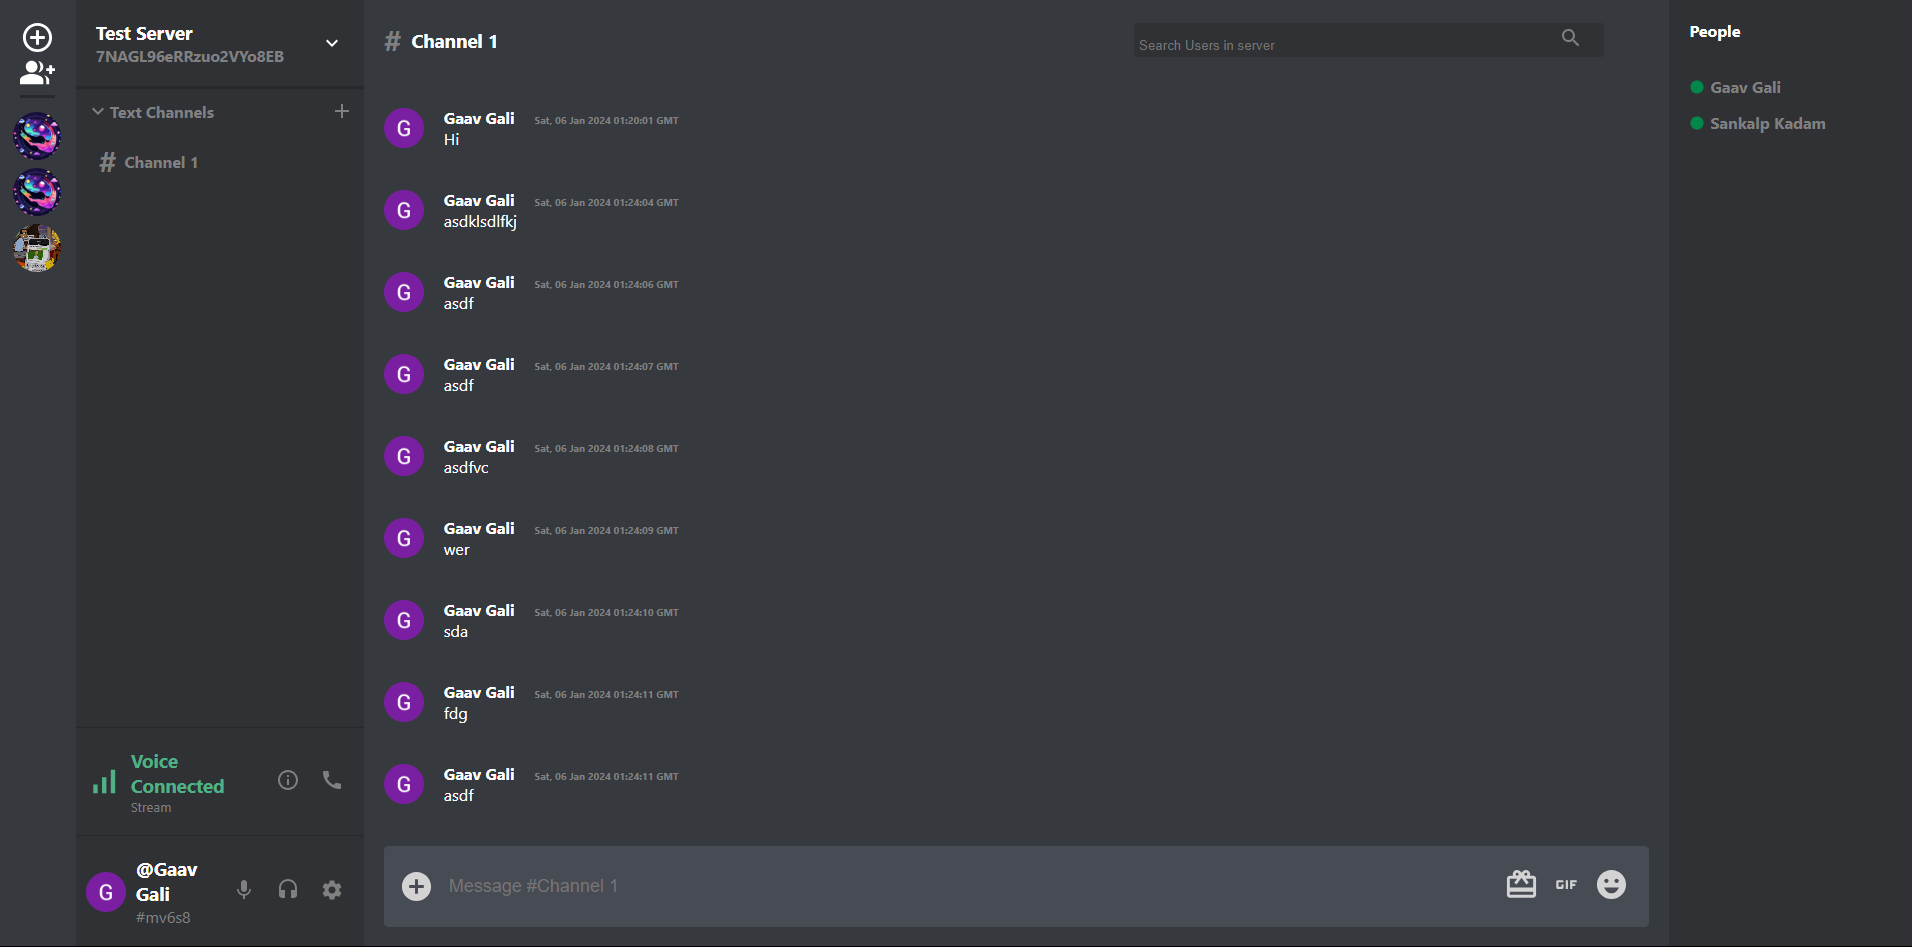 Test Server
7NAGL96eRRzuo2VYo8EB
Text Channels
# Channel 1
Voice
Connected
Stream
G
@Gaav
Gali
#mv6s8
# Channel 1
Search Users in server
G
Gaav Gali Sat, 06 Jan 2024 01:20:01 GMT
Hi
G
Gaav Gali Sat, 06 Jan 2024 01:24:04 GMT
asdklsdlfkj
G
Gaav Gali Sat, 06 Jan 2024 01:24:06 GMT
asdf
G
Gaav Gali Sat, 06 Jan 2024 01:24:07 GMT
asdf
G
Gaav Gali Sat, 06 Jan 2024 01:24:08 GMT
asdfvc
G
Gaav Gali Sat, 06 Jan 2024 01:24:09 GMT
wer
G
Gaav Gali Sat, 06 Jan 2024 01:24:10 GMT
sda
G
Gaav Gali Sat, 06 Jan 2024 01:24:11 GMT
fdg
G
Gaav Gali Sat, 06 Jan 2024 01:24:11 GMT
asdf
Message #Channel 1
GIF
People
Gaav Gali
Sankalp Kadam